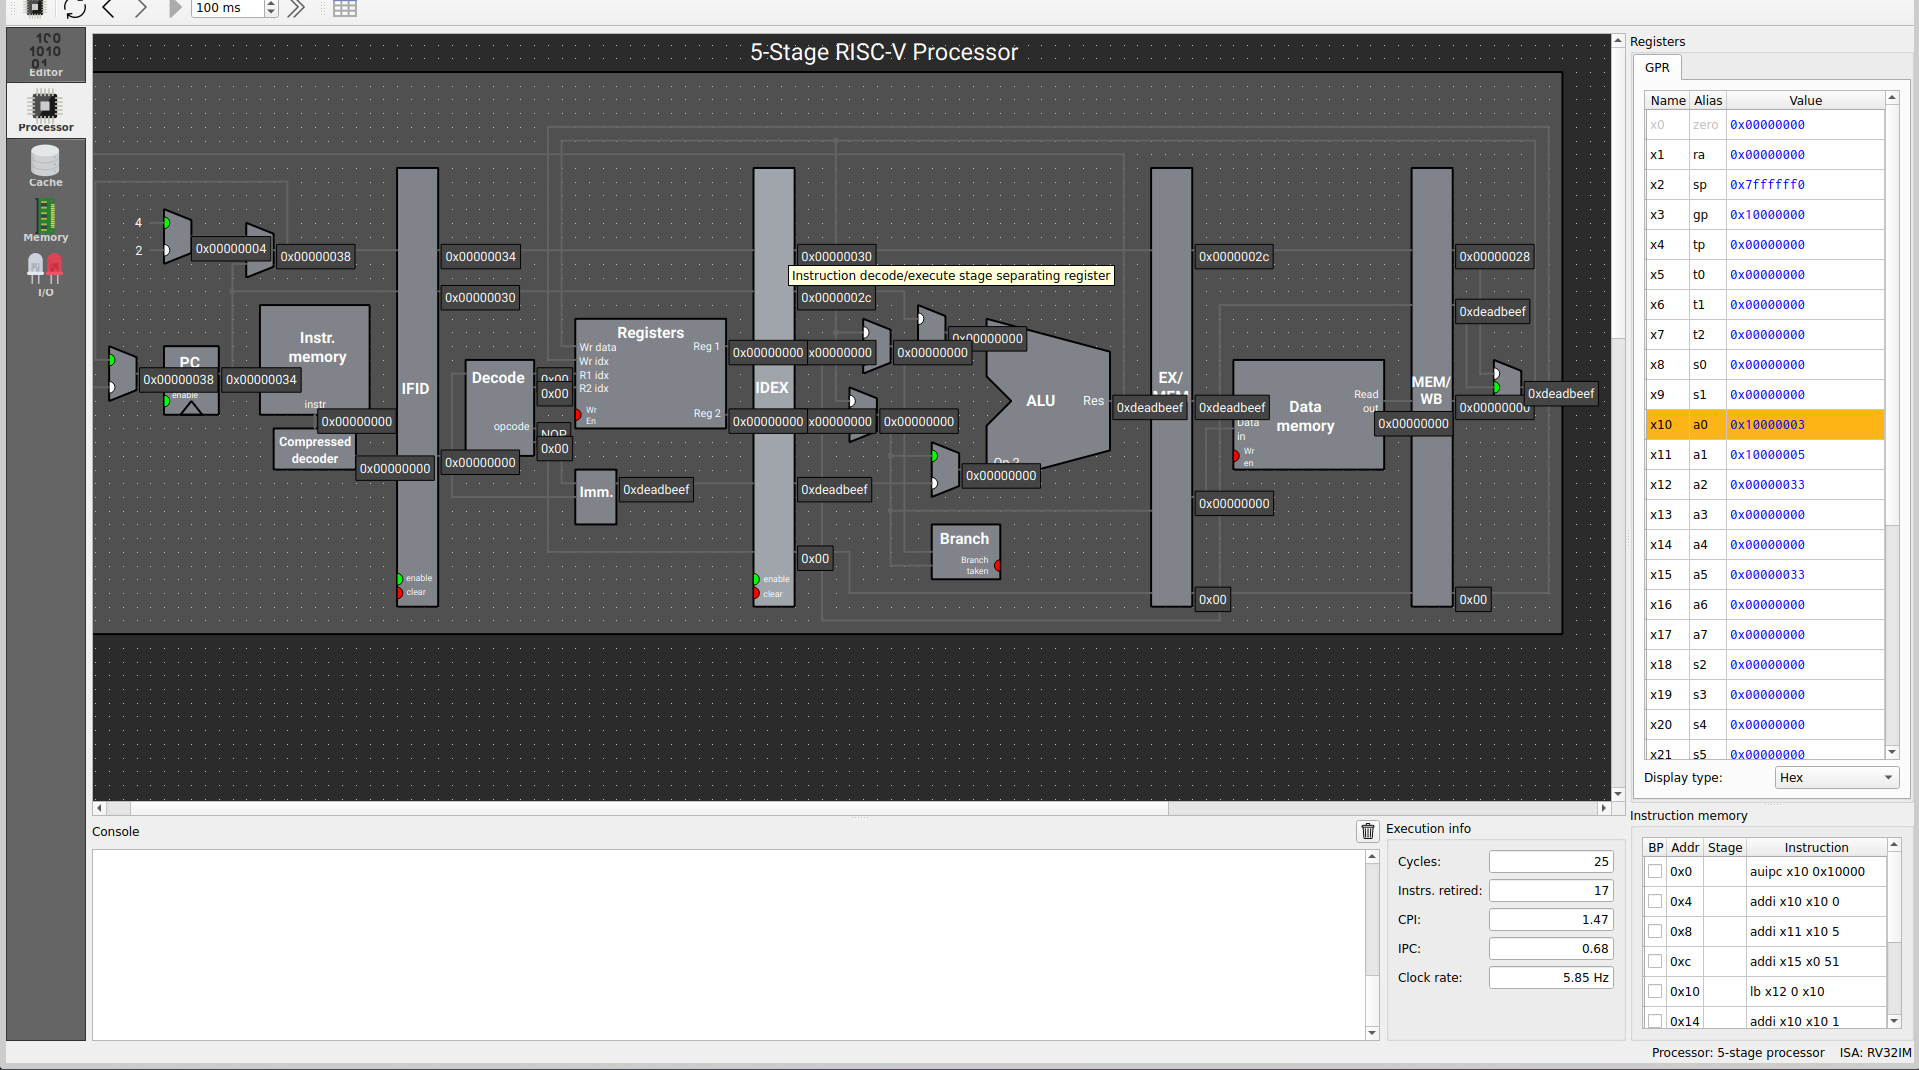 100 ms
100
1010
01
Editor
Processor
Cache
Memory
I/O
5-Stage RISC-V Processor
4
2
0x00000004
0x00000038
0x00000034
0x00000030
0x00000030
Instruction decode/execute stage separating register
0x0000002c
0x0000002c
0x00000028
0xdeadbeef
PC
0x00000038
enable
0x00000034
Instr.
memory
instr
0x00000000
Compressed
decoder
0x00000000
IFID
enable
clear
0x00000000
Decode
opcode
0x00
0x00
NOP
0x00
Registers
Wr data
Wr idx
R1 idx
R2 idx
Wr
En
Reg 1
Reg 2
Imm.
0xdeadbeef
0x00000000
0x00000000
IDEX
enable
clear
x00000000
0x00000000
0x00000000
x00000000
0x00000000
0xdeadbeef
0x00000000
0x00
ALU
Res
Op 2
Branch
Branch
taken
0xdeadbeef
EX/
MEM
0xdeadbeef
0x00000000
0x00
Data
memory
Data
in
Wr
en
Read
out
0x00000000
MEM/
WB
0x00000000
0xdeadbeef
0x00
Registers
GPR
Name Alias Value
x0 zero 0x00000000
x1 ra 0x00000000
x2 sp 0x7ffffff0
x3 gp 0x10000000
x4 tp 0x00000000
x5 t0 0x00000000
x6 t1 0x00000000
x7 t2 0x00000000
x8 s0 0x00000000
x9 s1 0x00000000
x10 a0 0x10000003
x11 a1 0x10000005
x12 a2 0x00000033
x13 a3 0x00000000
x14 a4 0x00000000
x15 a5 0x00000033
x16 a6 0x00000000
x17 a7 0x00000000
x18 s2 0x00000000
x19 s3 0x00000000
x20 s4 0x00000000
x21 s5 0x00000000
Display type: Hex
Console
Execution info
Cycles: 25
Instrs. retired: 17
CPI: 1.47
IPC: 0.68
Clock rate: 5.85 Hz
Instruction memory
BP Addr Stage Instruction
0x0 auipc x10 0x10000
0x4 addi x10 x10 0
0x8 addi x11 x10 5
0xc addi x15 x0 51
0x10 lb x12 0 x10
0x14 addi x10 x10 1
Processor: 5-stage processor ISA: RV32IM